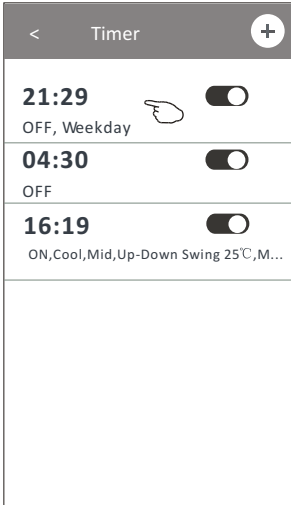 < Timer +
21:29
OFF, Weekday
04:30
OFF
16:19
ON,Cool,Mid,Up-Down Swing 25℃,M...